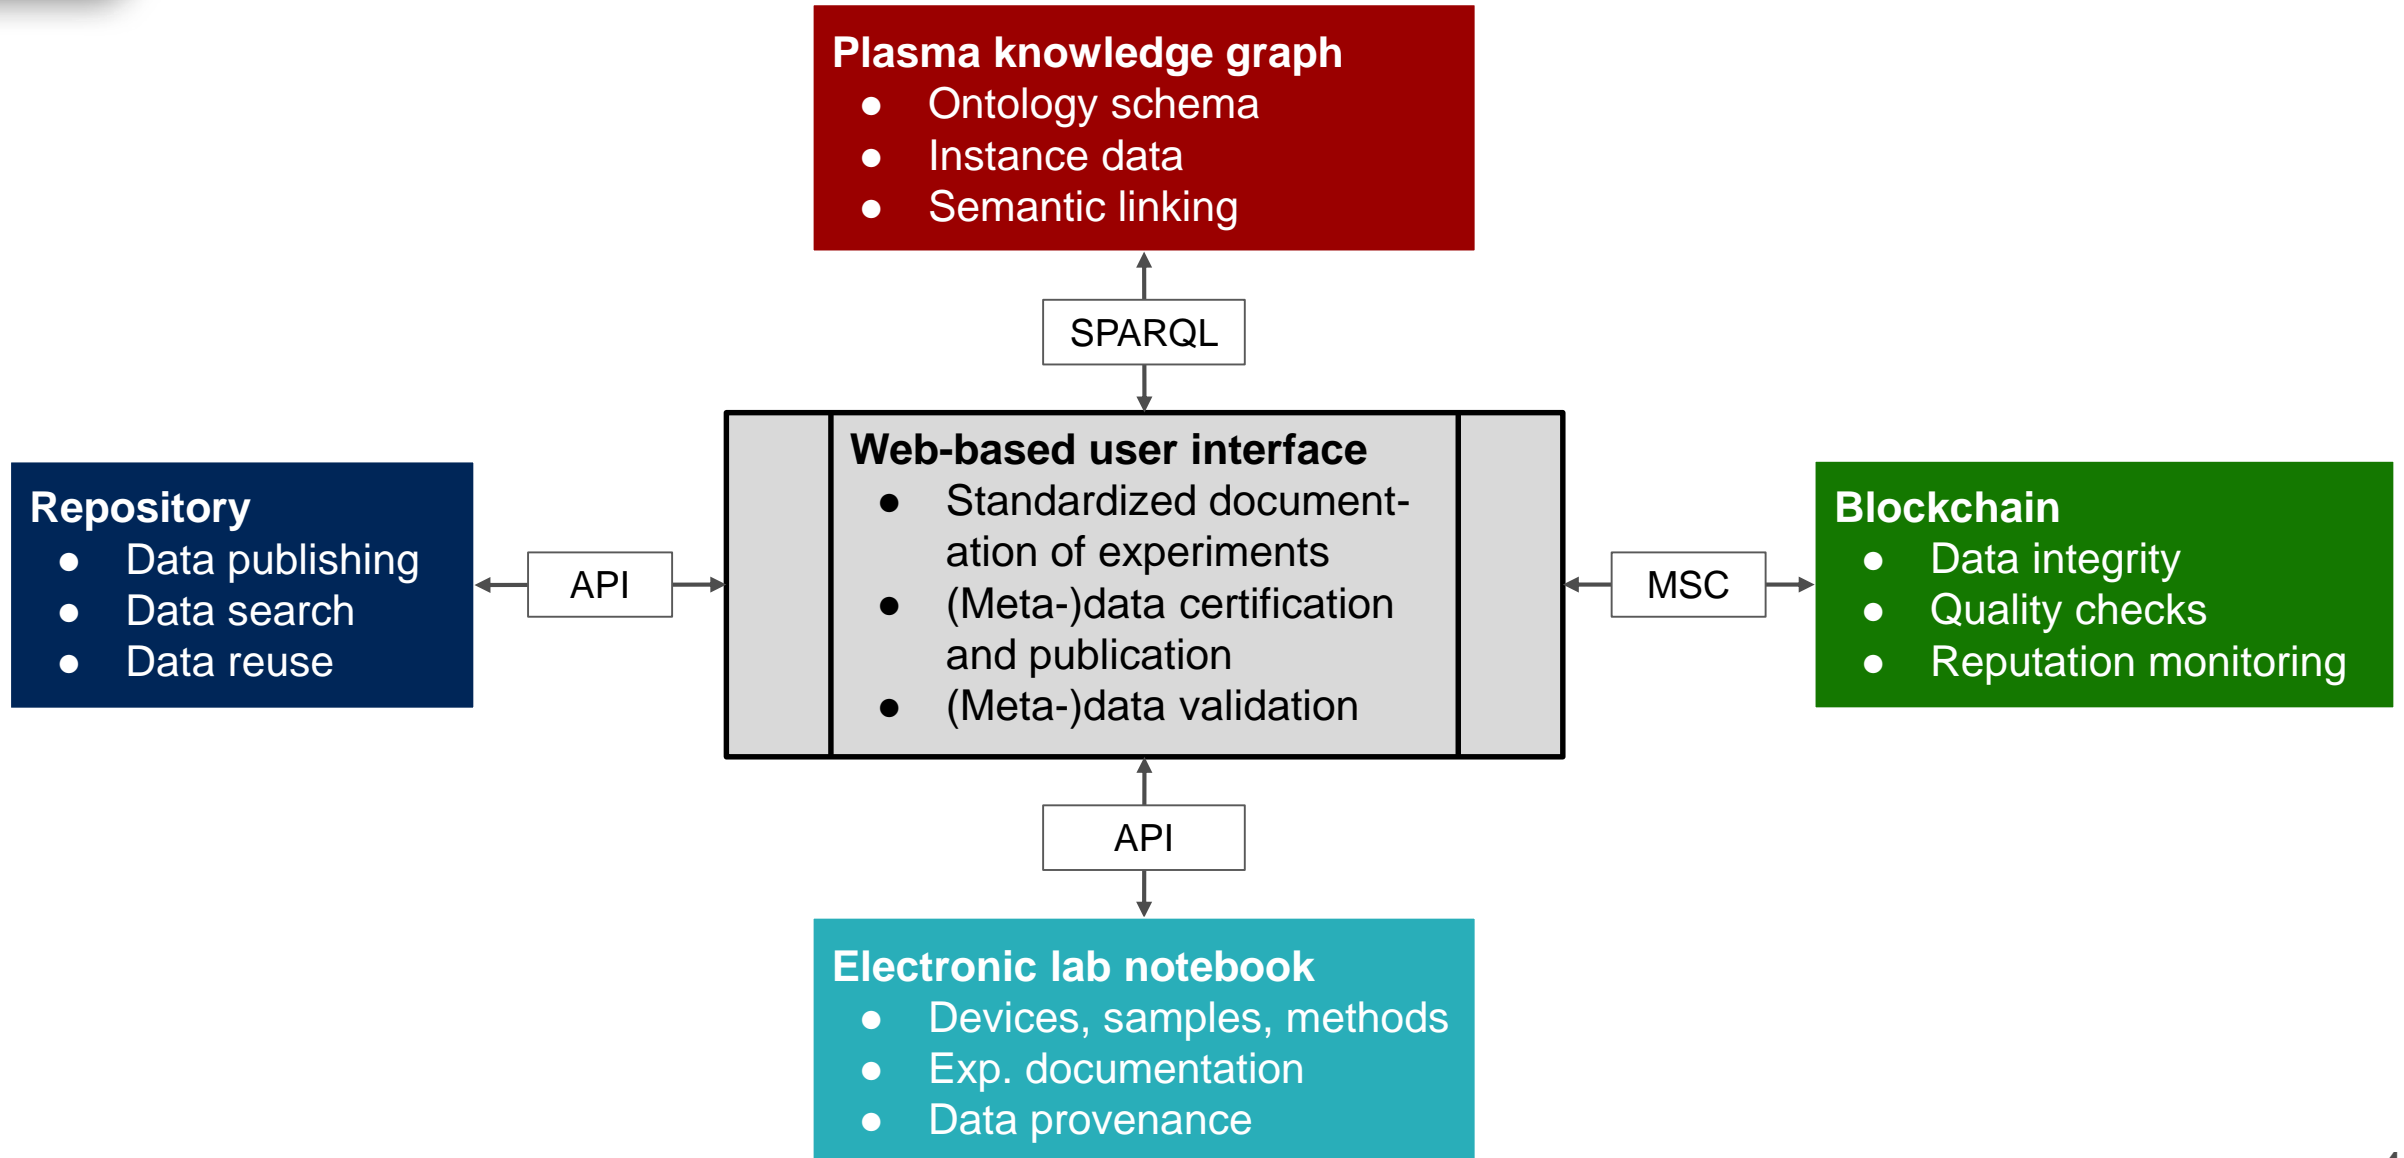 Plasma knowledge graph
● Ontology schema
● Instance data
● Semantic linking
SPARQL
Web-based user interface
● Standardized document-
ation of experiments
● (Meta-)data certification
and publication
● (Meta-)data validation
Repository
● Data publishing
● Data search
● Data reuse
API
MSC
Blockchain
● Data integrity
● Quality checks
● Reputation monitoring
API
Electronic lab notebook
● Devices, samples, methods
● Exp. documentation
● Data provenance